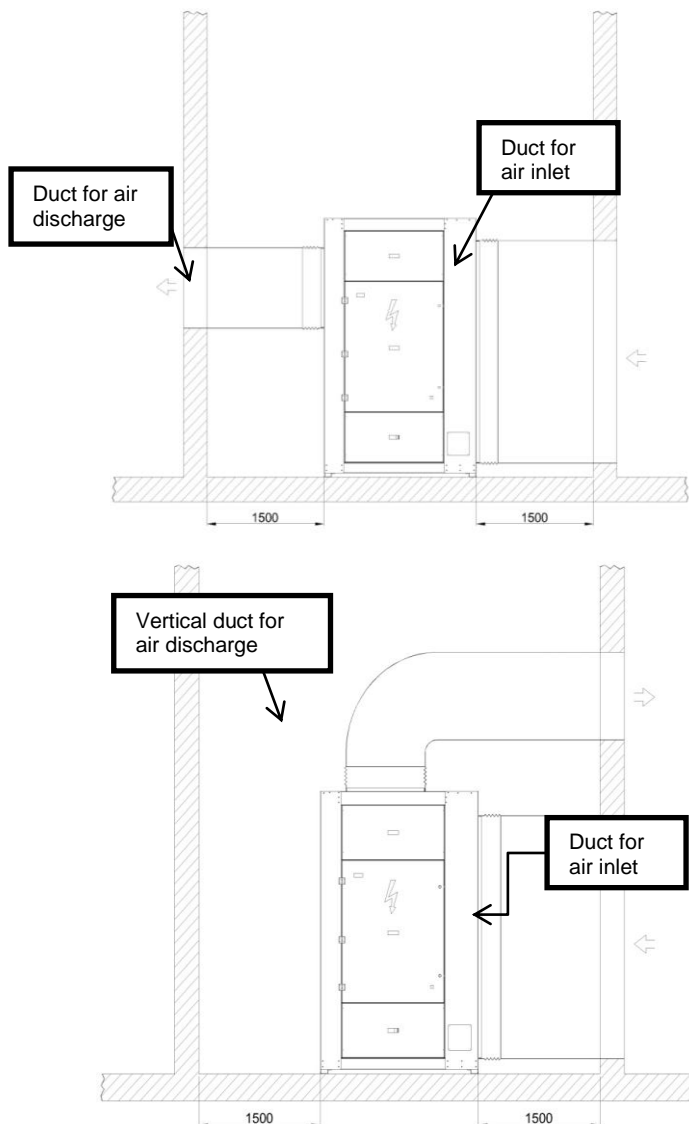 Duct for
air inlet
Duct for air
discharge
1500
1500
Vertical duct for
air discharge
Duct for
air inlet
1500
1500